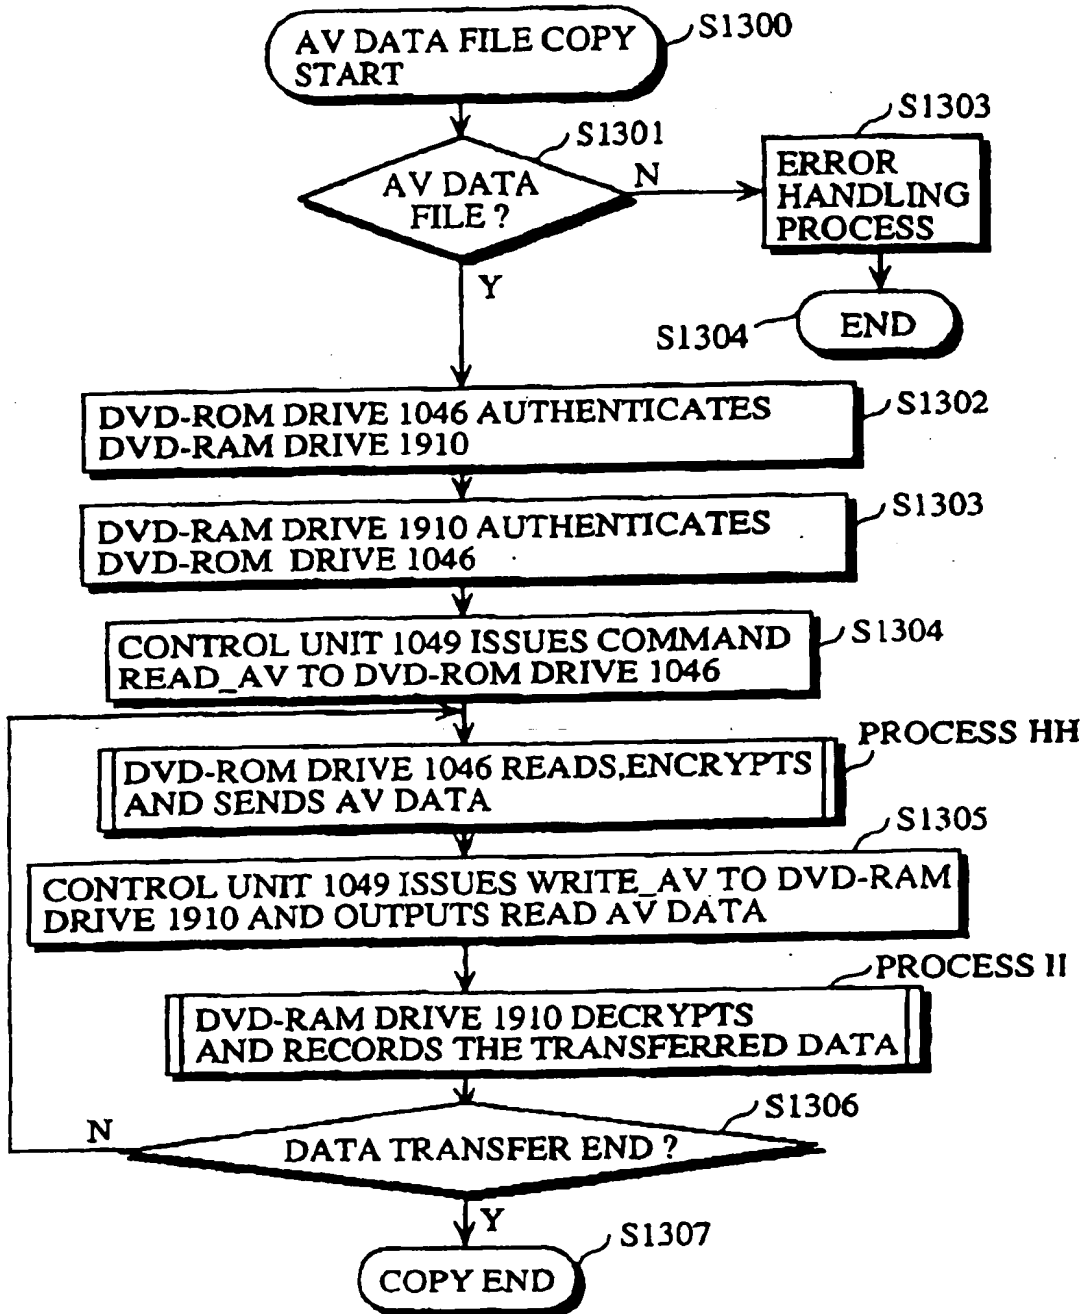 AV DATA FILE COPY
START
S1300
S1301
S1303
AV DATA
FILE ?
N
ERROR
HANDLING
PROCESS
Y
S1304
END
DVD-ROM DRIVE 1046 AUTHENTICATES
DVD-RAM DRIVE 1910
S1302
DVD-RAM DRIVE 1910 AUTHENTICATES
DVD-ROM DRIVE 1046
S1303
CONTROL UNIT 1049 ISSUES COMMAND
READ_AV TO DVD-ROM DRIVE 1046
S1304
PROCESS HH
DVD-ROM DRIVE 1046 READS,ENCRYPTS
AND SENDS AV DATA
S1305
CONTROL UNIT 1049 ISSUES WRITE_AV TO DVD-RAM
DRIVE 1910 AND OUTPUTS READ AV DATA
PROCESS II
DVD-RAM DRIVE 1910 DECRYPTS
AND RECORDS THE TRANSFERRED DATA
S1306
N
DATA TRANSFER END ?
Y
S1307
COPY END